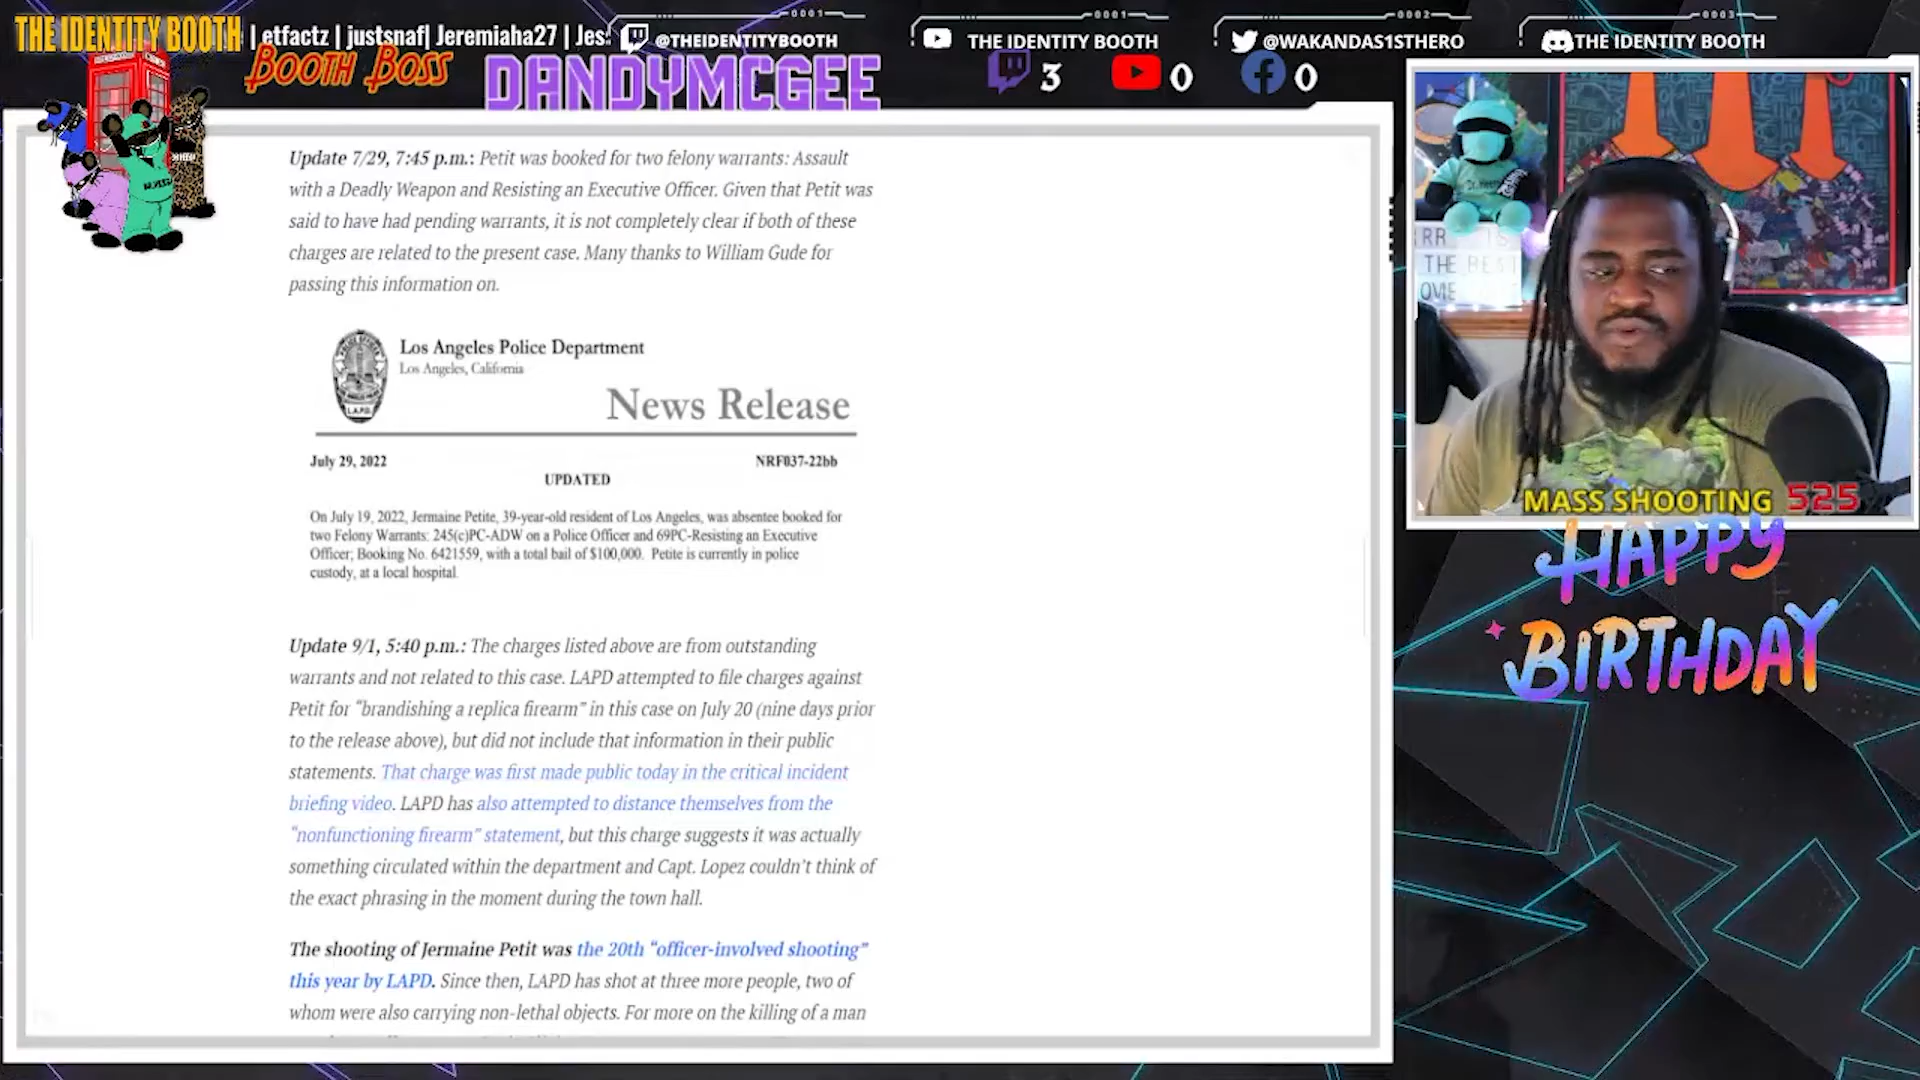 THE IDENTITY BOOTH | etfactz | justsnaf| Jeremiaha27 | Jes
@THEIDENTITYBOOTH
THE IDENTITY BOOTH
@WAKANDAS1STHERO
THE IDENTITY BOOTH
0001
0001
0002
0003
BOOTH BOSS
DANDYMCGEE
3
0
0
Update 7/29, 7:45 p.m.: Petit was booked for two felony warrants: Assault
with a Deadly Weapon and Resisting an Executive Officer. Given that Petit was
said to have had pending warrants, it is not completely clear if both of these
charges are related to the present case. Many thanks to William Gude for
passing this information on.
L.A.P.D.
Los Angeles Police Department
Los Angeles, California
News Release
July 29, 2022
NRF037-22bb
UPDATED
On July 19, 2022, Jermaine Petite, 39-year-old resident of Los Angeles, was absentee booked for
two Felony Warrants: 245(c)PC-ADW on a Police Officer and 69PC-Resisting an Executive
Officer; Booking No. 6421559, with a total bail of $100,000. Petite is currently in police
custody, at a local hospital.
Update 9/1, 5:40 p.m.: The charges listed above are from outstanding
warrants and not related to this case. LAPD attempted to file charges against
Petit for “brandishing a replica firearm” in this case on July 20 (nine days prior
to the release above), but did not include that information in their public
statements. That charge was first made public today in the critical incident
briefing video. LAPD has also attempted to distance themselves from the
“nonfunctioning firearm” statement, but this charge suggests it was actually
something circulated within the department and Capt. Lopez couldn’t think of
the exact phrasing in the moment during the town hall.
The shooting of Jermaine Petit was the 20th “officer-involved shooting”
this year by LAPD. Since then, LAPD has shot at three more people, two of
whom were also carrying non-lethal objects. For more on the killing of a man
THE BEST
MASS SHOOTING 525
HAPPY
BIRTHDAY